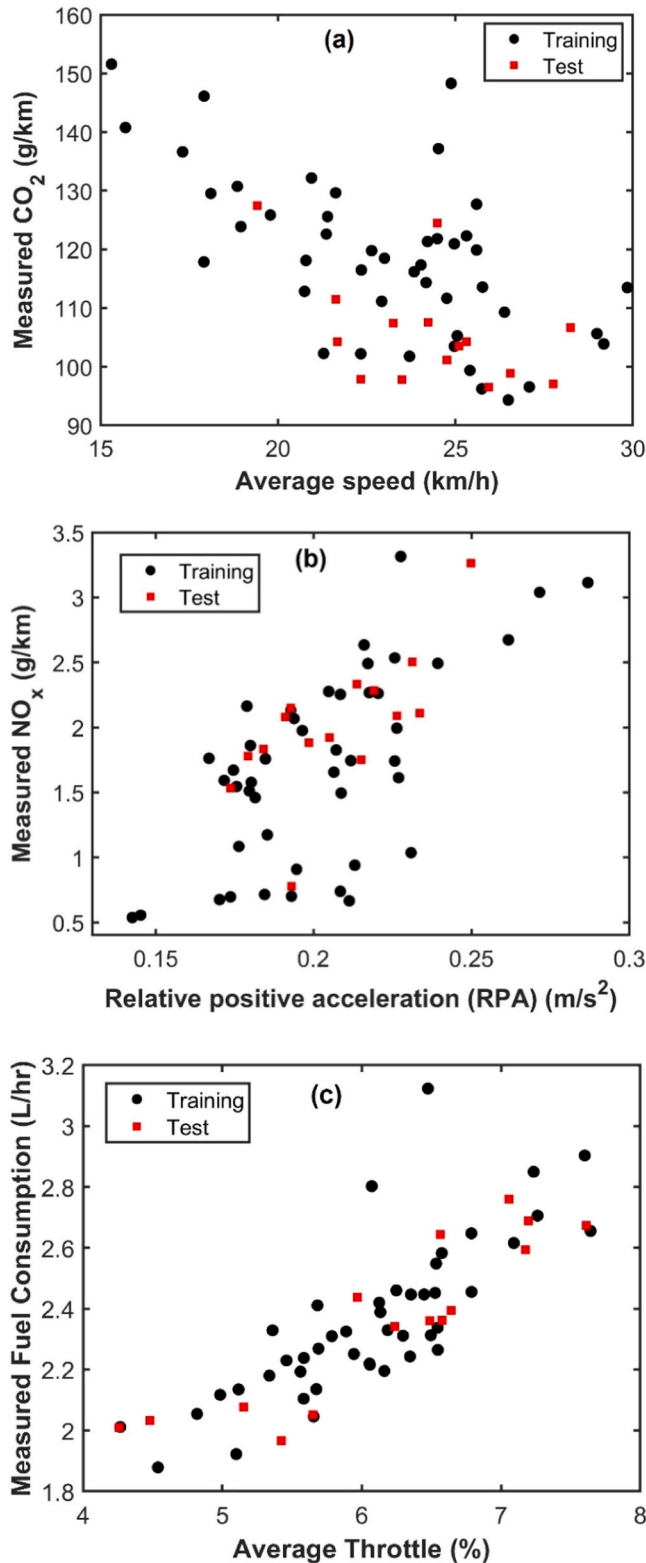 160
150
140
130
120
110
100
90
Measured CO2 (g/km)
(a)
Training
Test
15
20
25
30
Average speed (km/h)
3.5
3
2.5
2
1.5
1
0.5
Measured NOx (g/km)
(b)
Training
Test
0.15
0.2
0.25
0.3
Relative positive acceleration (RPA) (m/s2)
3.2
3
2.8
2.6
2.4
2.2
2
1.8
Measured Fuel Consumption (L/hr)
(c)
Training
Test
4
5
6
7
8
Average Throttle (%)